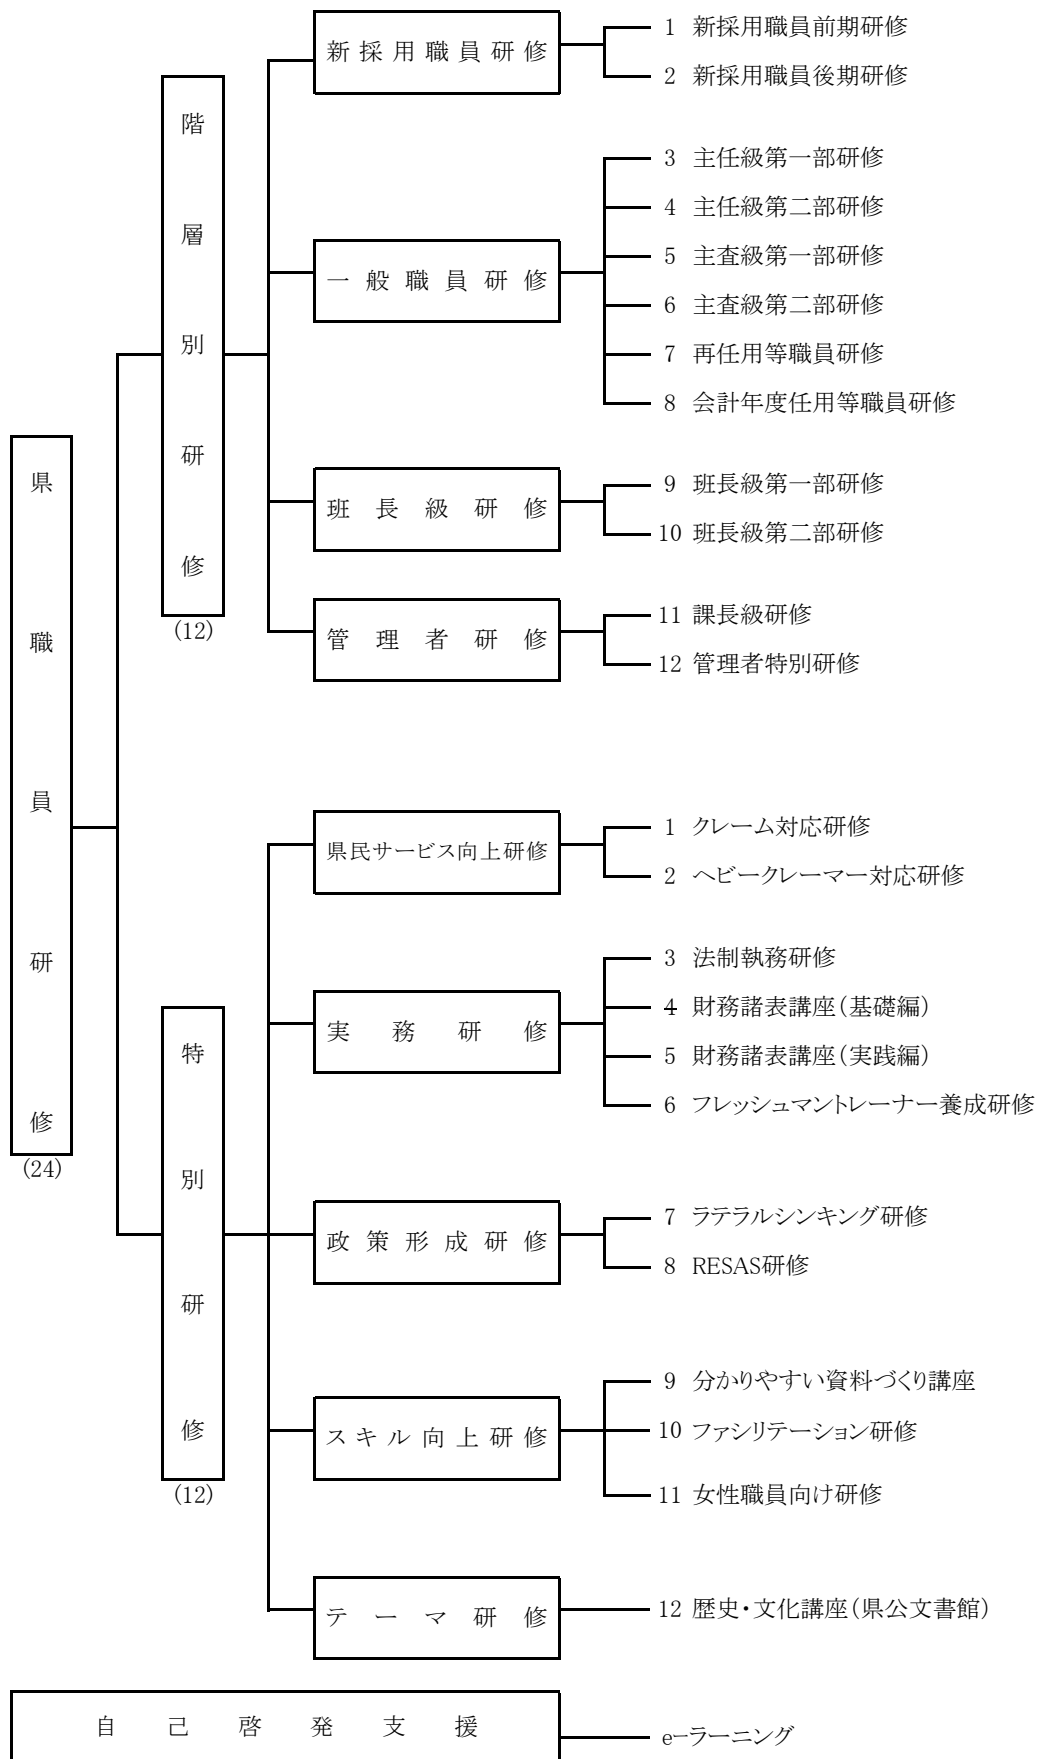 県職員研修
(24)
階層別研修
(12)
新採用職員研修
1 新採用職員前期研修
2 新採用職員後期研修
一般職員研修
3 主任級第一部研修
4 主任級第二部研修
5 主査級第一部研修
6 主査級第二部研修
7 再任用等職員研修
8 会計年度任用等職員研修
班長級研修
9 班長級第一部研修
10 班長級第二部研修
管理者研修
11 課長級研修
12 管理者特別研修
特別研修
(12)
県民サービス向上研修
1 クレーム対応研修
2 ヘビークレーマー対応研修
実務研修
3 法制執務研修
4 財務諸表講座(基礎編)
5 財務諸表講座(実践編)
6 フレッシュマントレーナー養成研修
政策形成研修
7 ラテラルシンキング研修
8 RESAS研修
スキル向上研修
9 分かりやすい資料づくり講座
10 ファシリテーション研修
11 女性職員向け研修
テーマ研修
12 歴史・文化講座(県公文書館)
自己啓発支援
e-ラーニング